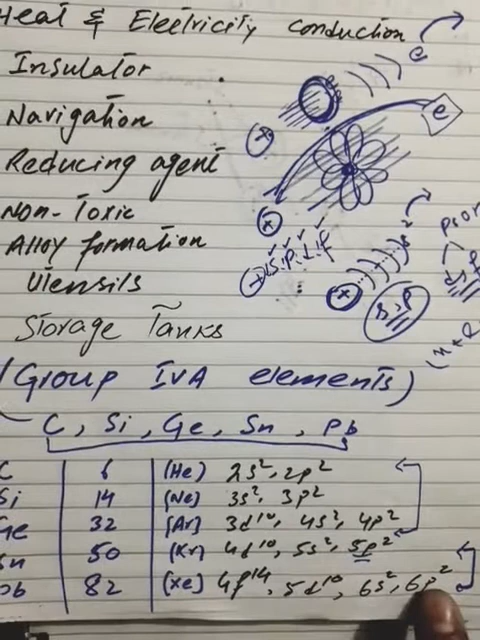 Heat & Electricity conduction
e
Insulator
e
Navigation
Reducing agent
Non-Toxic
Alloy formation
s, p, d, f
Utensils
s, p
Storage Tanks
(Group IVA elements)
C, Si, Ge, Sn, Pb
C 6 (He) 2s², 2p²
Si 14 (Ne) 3s², 3p²
Ge 32 [Ar) 3d¹⁰, 4s², 4p²
Sn 50 (Kr) 4d¹⁰, 5s², 5p²
Pb 82 (Xe) 4f¹⁴, 5d¹⁰, 6s², 6p²